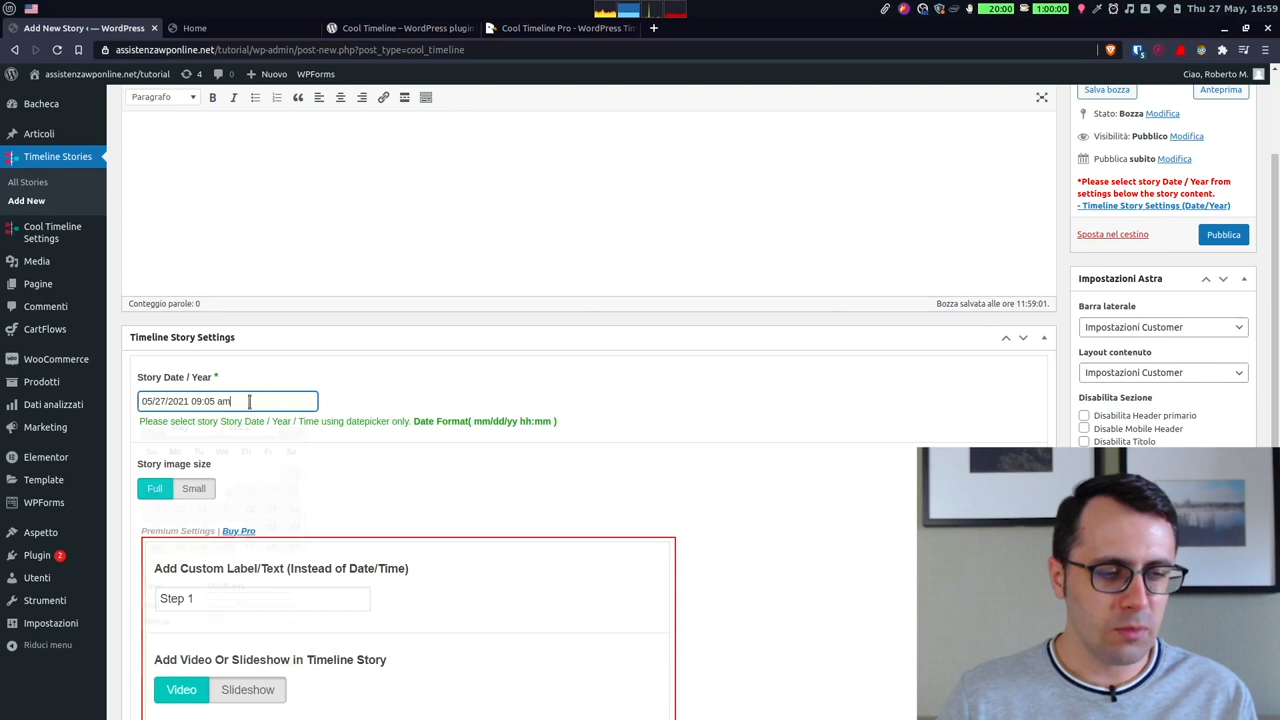 20:00 1:00:00 Thu 27 May, 16:59
Add New Story ‹ — WordPress Home Cool Timeline – WordPress plugin Cool Timeline Pro - WordPress Tim
assistenzawponline.net/tutorial/wp-admin/post-new.php?post_type=cool_timeline
assistenzawponline.net/tutorial 4 0 Nuovo WPForms Ciao, Roberto M.
Bacheca
Articoli
Timeline Stories
All Stories
Add New
Cool Timeline
Settings
Media
Pagine
Commenti
CartFlows
WooCommerce
Prodotti
Dati analizzati
Marketing
Elementor
Template
WPForms
Aspetto
Plugin 2
Utenti
Strumenti
Impostazioni
Riduci menu
Paragrafo
Conteggio parole: 0 Bozza salvata alle ore 11:59:01.
Timeline Story Settings
Story Date / Year *
05/27/2021 09:05 am
Please select story Story Date / Year / Time using datepicker only. Date Format( mm/dd/yy hh:mm )
Story image size
Full Small
Premium Settings | Buy Pro
Add Custom Label/Text (Instead of Date/Time)
Step 1
Add Video Or Slideshow in Timeline Story
Video Slideshow
Salva bozza Anteprima
Stato: Bozza Modifica
Visibilità: Pubblico Modifica
Pubblica subito Modifica
*Please select story Date / Year from
settings below the story content.
- Timeline Story Settings (Date/Year)
Sposta nel cestino Pubblica
Impostazioni Astra
Barra laterale
Impostazioni Customer
Layout contenuto
Impostazioni Customer
Disabilita Sezione
Disabilita Header primario
Disable Mobile Header
Disabilita Titolo